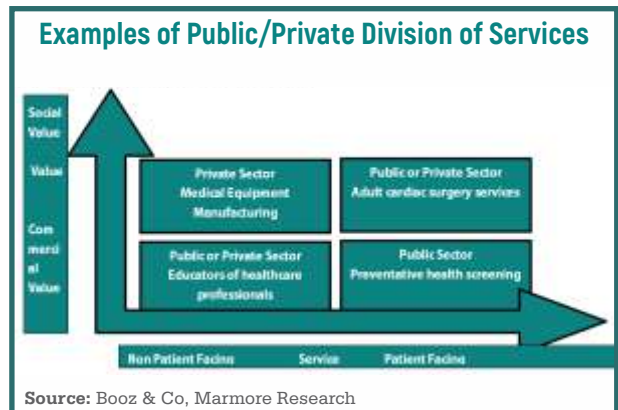 Examples of Public/Private Division of Services
Social
Value
Value
Com
merci
al
Value
Private Sector
Medical Equipment
Manufacturing
Public or Private Sector
Adult cardiac surgery services
Public or Private Sector
Educators of healthcare
professionals
Public Sector
Preventative health screening
Non Patient Facing Service Patient Facing
Source: Booz & Co, Marmore Research